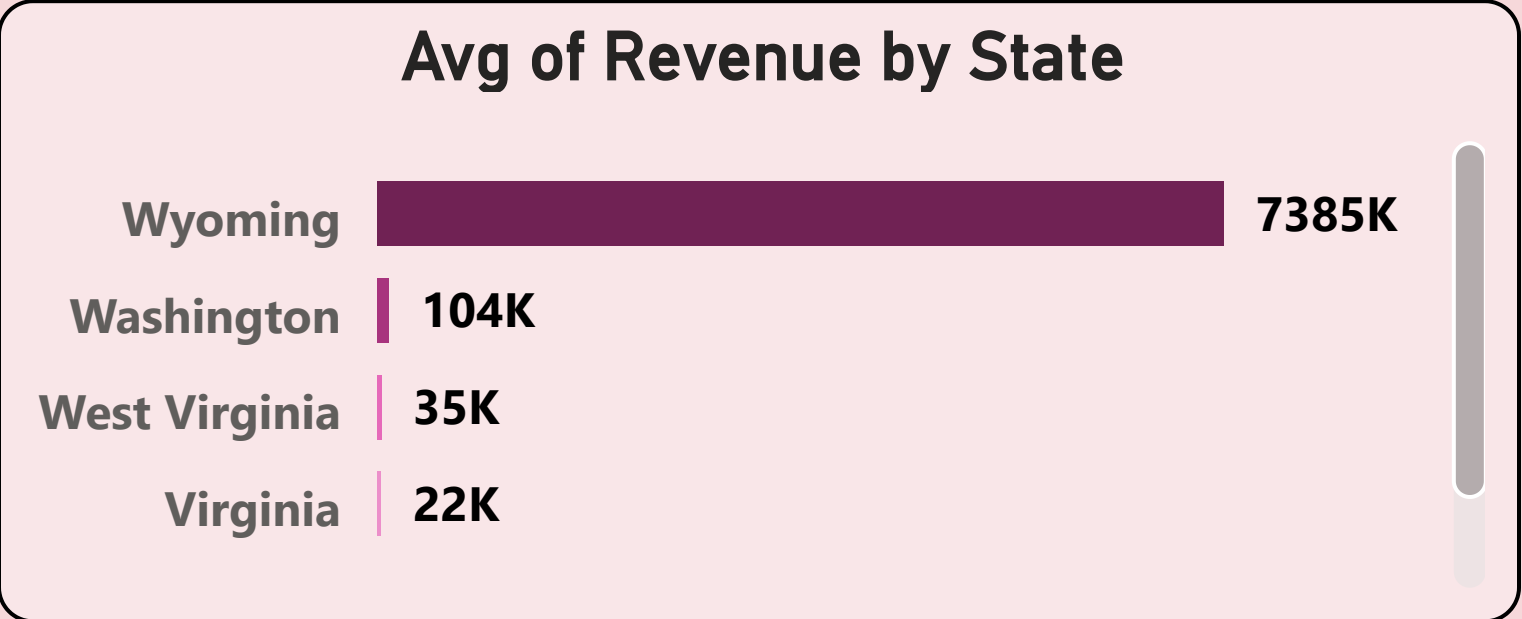 Avg of Revenue by State
Wyoming 7385K
Washington 104K
West Virginia 35K
Virginia 22K